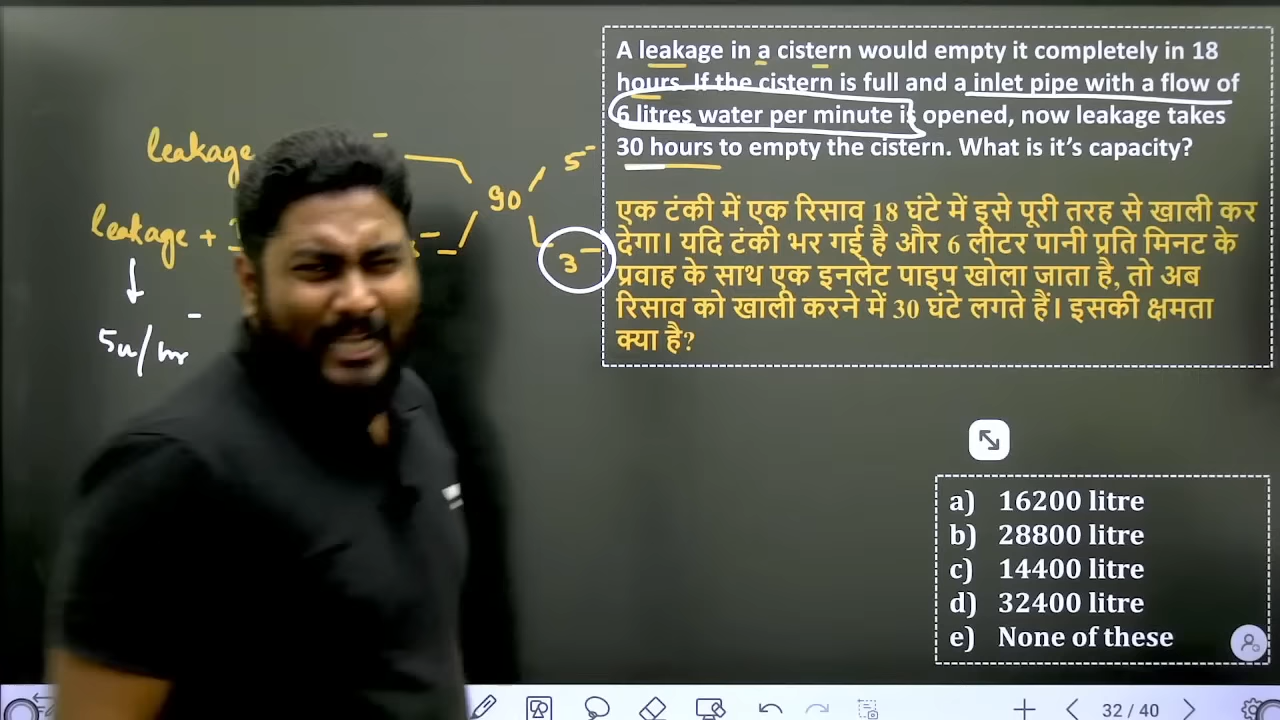 A leakage in a cistern would empty it completely in 18
hours. If the cistern is full and a inlet pipe with a flow of
6 litres water per minute is opened, now leakage takes
30 hours to empty the cistern. What is it's capacity?
एक टंकी में एक रिसाव 18 घंटे में इसे पूरी तरह से खाली कर
देगा। यदि टंकी भर गई है और 6 लीटर पानी प्रति मिनट के
प्रवाह के साथ एक इनलेट पाइप खोला जाता है, तो अब
रिसाव को खाली करने में 30 घंटे लगते हैं। इसकी क्षमता
क्या है?
leakage
90
5-
leakage +
3-
5u/hr
a) 16200 litre
b) 28800 litre
c) 14400 litre
d) 32400 litre
e) None of these
32 / 40